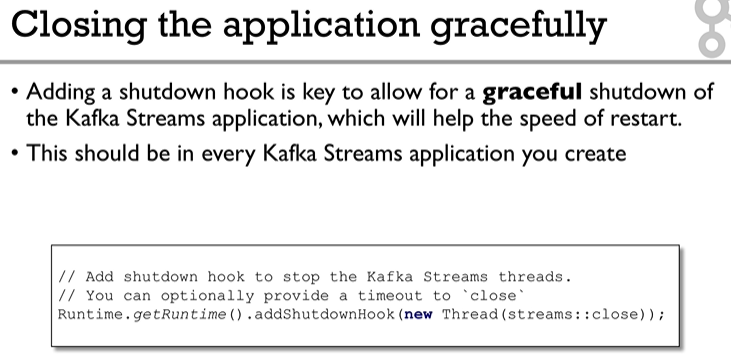 Closing the application gracefully
• Adding a shutdown hook is key to allow for a graceful shutdown of
the Kafka Streams application, which will help the speed of restart.
• This should be in every Kafka Streams application you create
// Add shutdown hook to stop the Kafka Streams threads.
// You can optionally provide a timeout to `close`
Runtime.getRuntime().addShutdownHook(new Thread(streams::close));